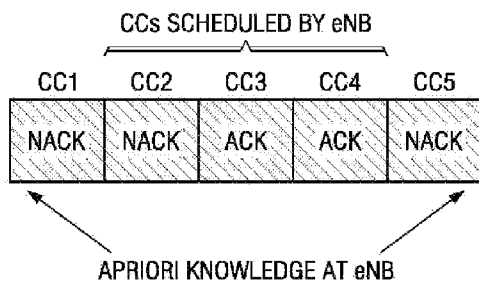 CCs SCHEDULED BY eNB
CC1 CC2 CC3 CC4 CC5
NACK NACK ACK ACK NACK
APRIORI KNOWLEDGE AT eNB